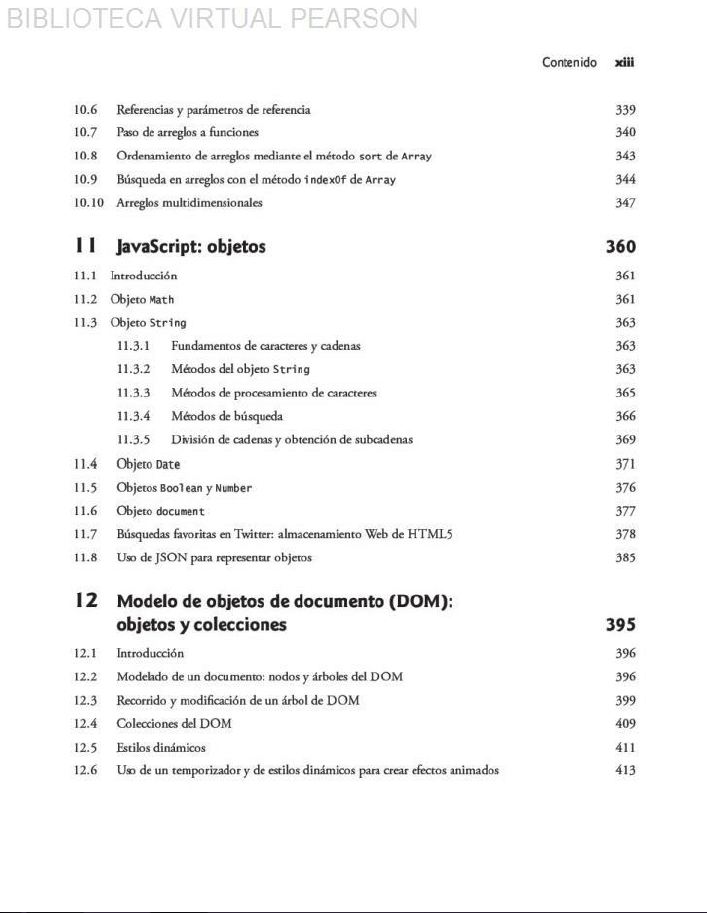 BIBLIOTECA VIRTUAL PEARSON
Contenido xiii
10.6 Referencias y parámetros de referencia 339
10.7 Paso de arreglos a funciones 340
10.8 Ordenamiento de arreglos mediante el método sort de Array 343
10.9 Búsqueda en arreglos con el método indexOf de Array 344
10.10 Arreglos multidimensionales 347
11 JavaScript: objetos 360
11.1 Introducción 361
11.2 Objeto Math 361
11.3 Objeto String 363
11.3.1 Fundamentos de caracteres y cadenas 363
11.3.2 Métodos del objeto String 363
11.3.3 Métodos de procesamiento de caracteres 365
11.3.4 Métodos de búsqueda 366
11.3.5 División de cadenas y obtención de subcadenas 369
11.4 Objeto Date 371
11.5 Objetos Boolean y Number 376
11.6 Objeto document 377
11.7 Búsquedas favoritas en Twitter: almacenamiento Web de HTML5 378
11.8 Uso de JSON para representar objetos 385
12 Modelo de objetos de documento (DOM):
objetos y colecciones 395
12.1 Introducción 396
12.2 Modelado de un documento: nodos y árboles del DOM 396
12.3 Recorrido y modificación de un árbol de DOM 399
12.4 Colecciones del DOM 409
12.5 Estilos dinámicos 411
12.6 Uso de un temporizador y de estilos dinámicos para crear efectos animados 413